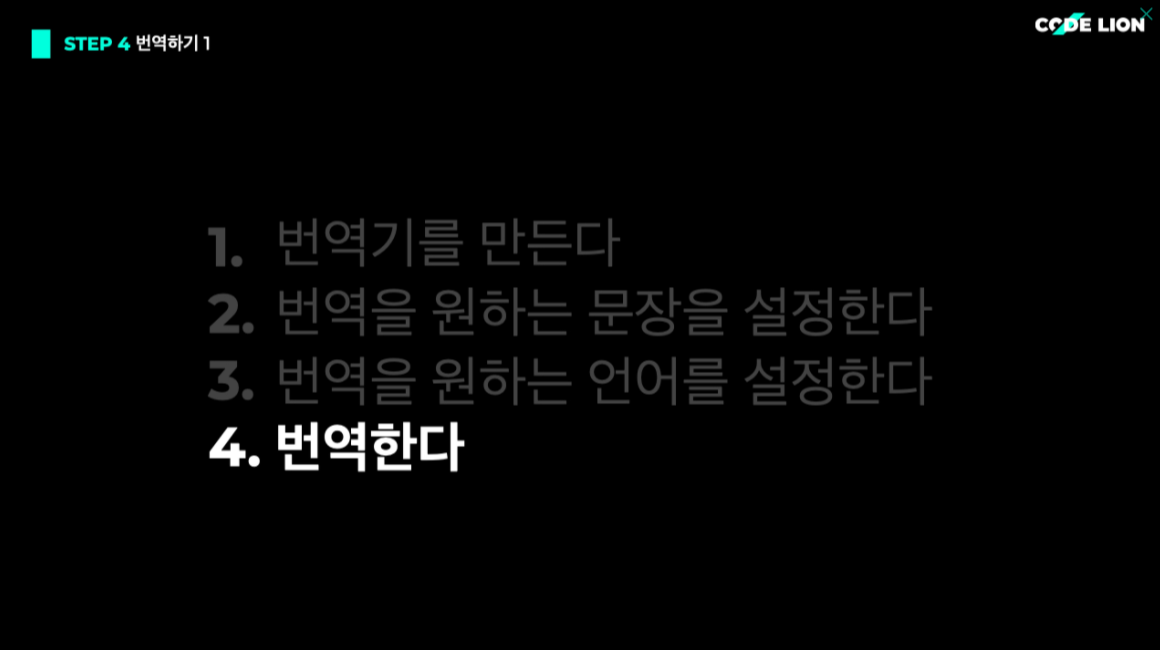 STEP 4 번역하기 1
CODE LION
1. 번역기를 만든다
2. 번역을 원하는 문장을 설정한다
3. 번역을 원하는 언어를 설정한다
4. 번역한다